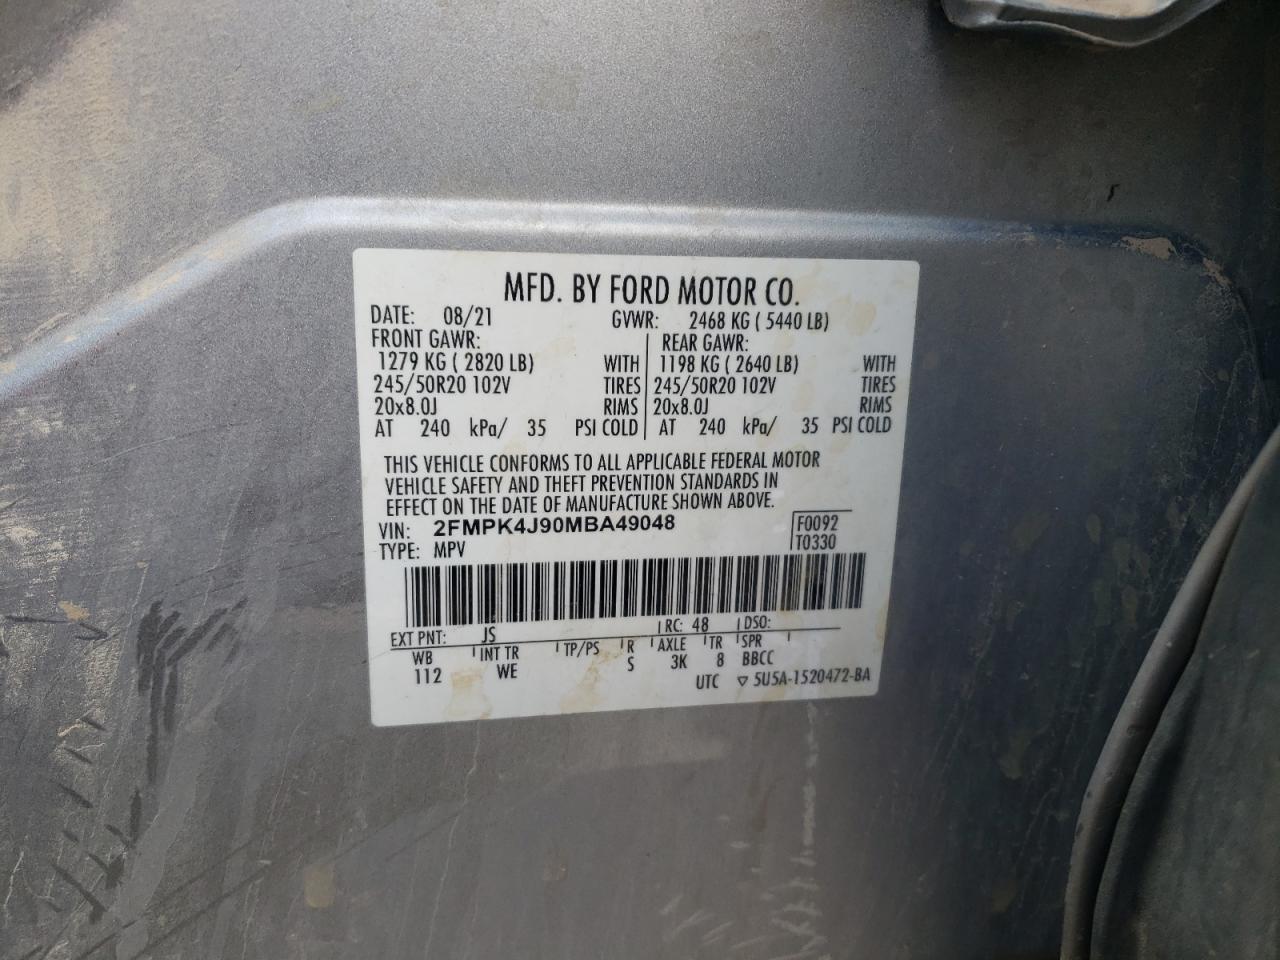 MFD. BY FORD MOTOR CO.
DATE: 08/21 GVWR: 2468 KG ( 5440 LB)
FRONT GAWR: REAR GAWR:
1279 KG ( 2820 LB) WITH 1198 KG ( 2640 LB) WITH
245/50R20 102V TIRES 245/50R20 102V TIRES
20x8.0J RIMS 20x8.0J RIMS
AT 240 kPa/ 35 PSI COLD AT 240 kPa/ 35 PSI COLD
THIS VEHICLE CONFORMS TO ALL APPLICABLE FEDERAL MOTOR
VEHICLE SAFETY AND THEFT PREVENTION STANDARDS IN
EFFECT ON THE DATE OF MANUFACTURE SHOWN ABOVE.
VIN: 2FMPK4J90MBA49048 F0092
TYPE: MPV T0330
EXT PNT: JS RC: 48 DSO:
WB INT TR TP/PS R AXLE TR SPR
112 WE S 3K 8 BBCC
UTC ▽ 5U5A-1520472-BA